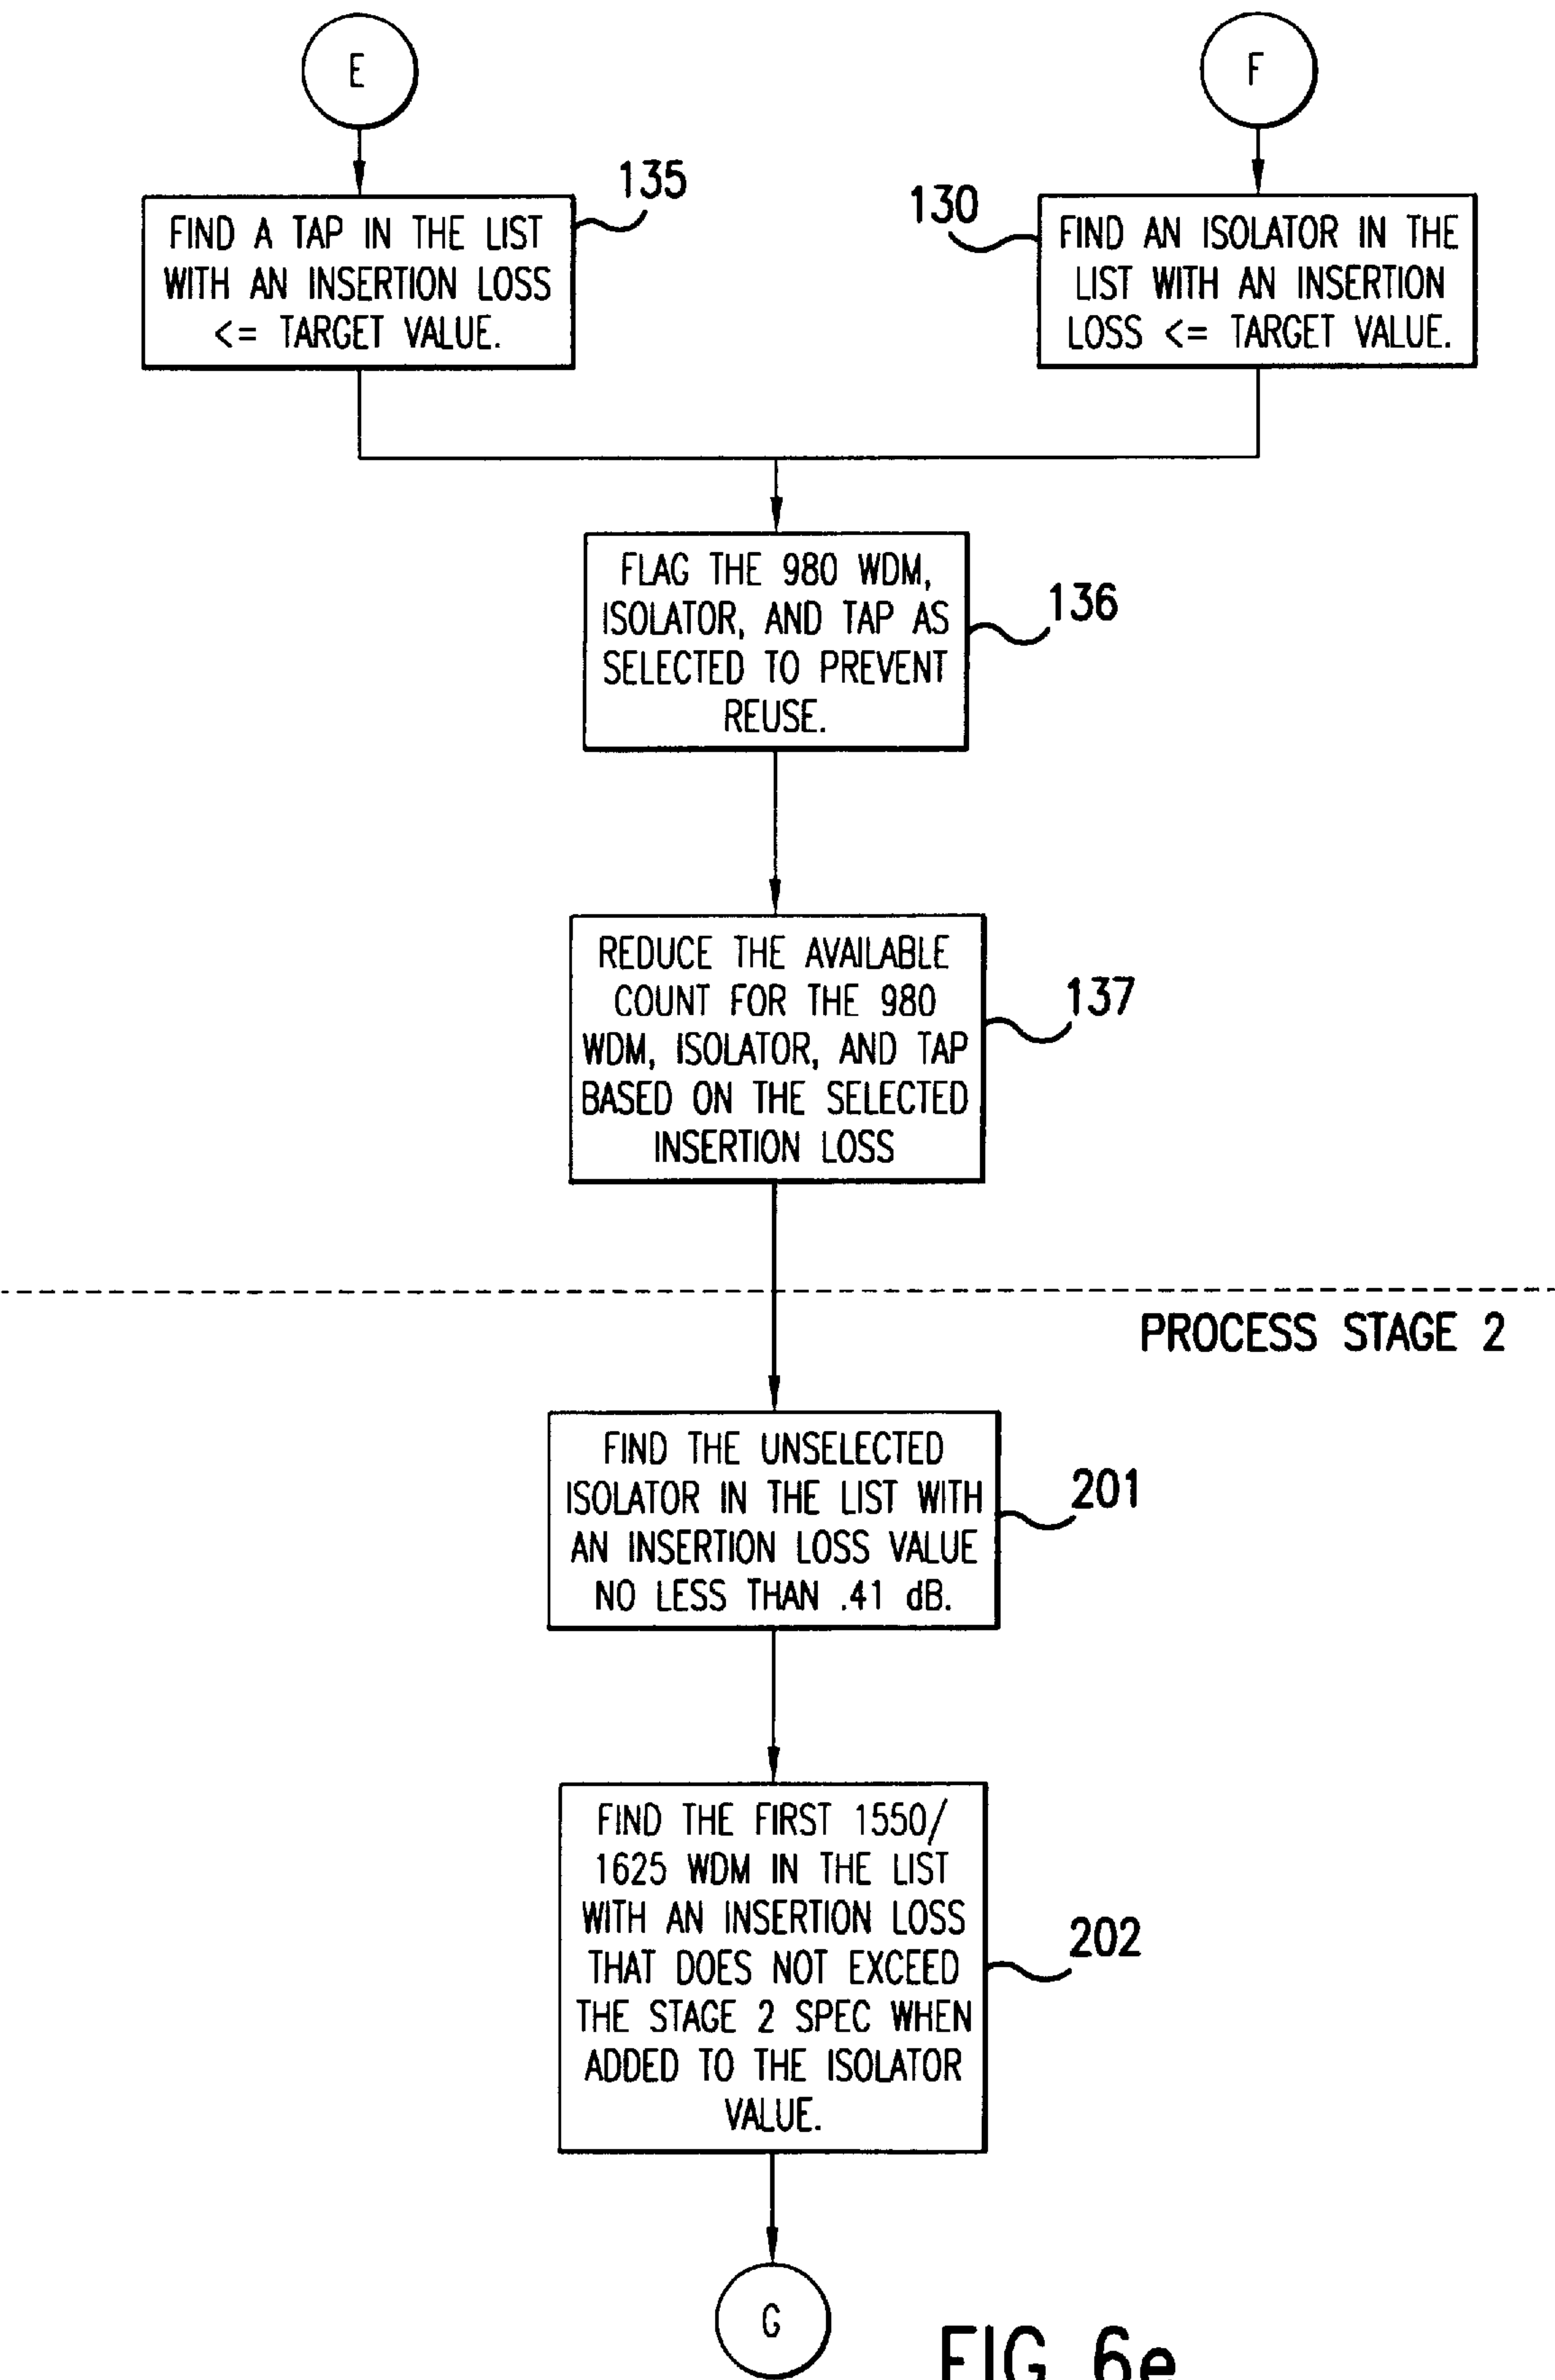 E
F
135
130
FIND A TAP IN THE LIST
WITH AN INSERTION LOSS
<= TARGET VALUE.
FIND AN ISOLATOR IN THE
LIST WITH AN INSERTION
LOSS <= TARGET VALUE.
FLAG THE 980 WDM,
ISOLATOR, AND TAP AS
SELECTED TO PREVENT
REUSE.
136
REDUCE THE AVAILABLE
COUNT FOR THE 980
WDM, ISOLATOR, AND TAP
BASED ON THE SELECTED
INSERTION LOSS
137
PROCESS STAGE 2
FIND THE UNSELECTED
ISOLATOR IN THE LIST WITH
AN INSERTION LOSS VALUE
NO LESS THAN .41 dB.
201
FIND THE FIRST 1550/
1625 WDM IN THE LIST
WITH AN INSERTION LOSS
THAT DOES NOT EXCEED
THE STAGE 2 SPEC WHEN
ADDED TO THE ISOLATOR
VALUE.
202
G
FIG 6e